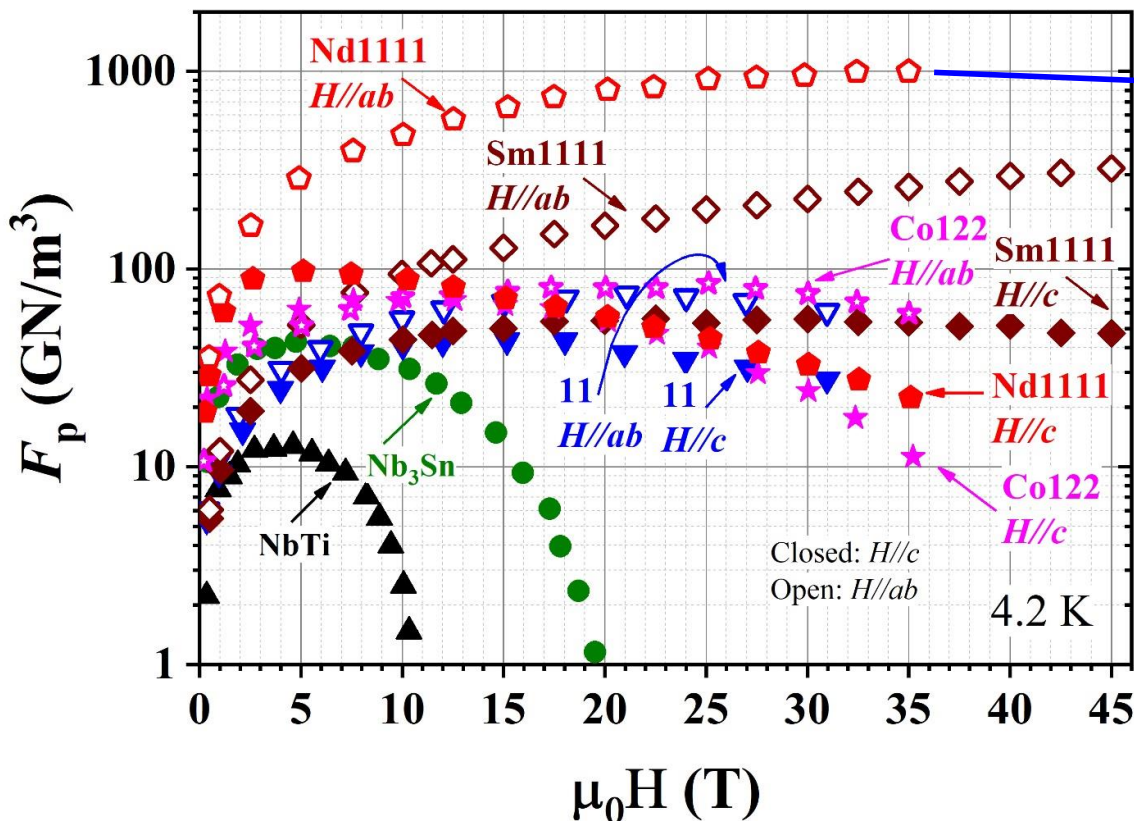 1000
100
10
1
F_p (GN/m³)
Nd1111
H//ab
Sm1111
H//ab
Co122
H//ab
Sm1111
H//c
11
H//ab
11
H//c
Nd1111
H//c
Nb₃Sn
Co122
H//c
NbTi
Closed: H//c
Open: H//ab
4.2 K
0 5 10 15 20 25 30 35 40 45
μ₀H (T)